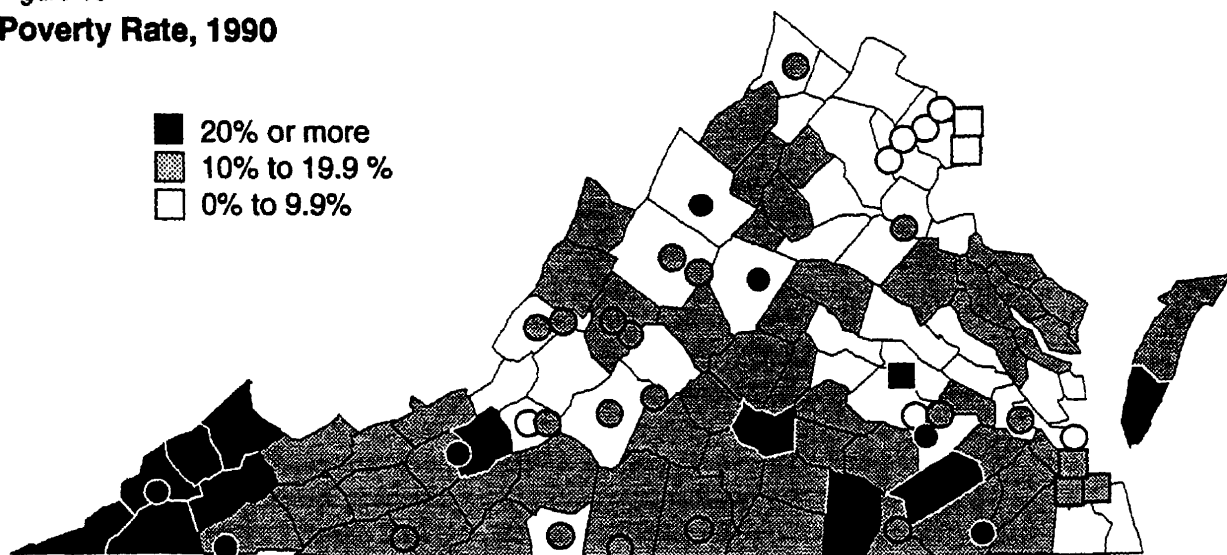 Poverty Rate, 1990
20% or more
10% to 19.9 %
0% to 9.9%